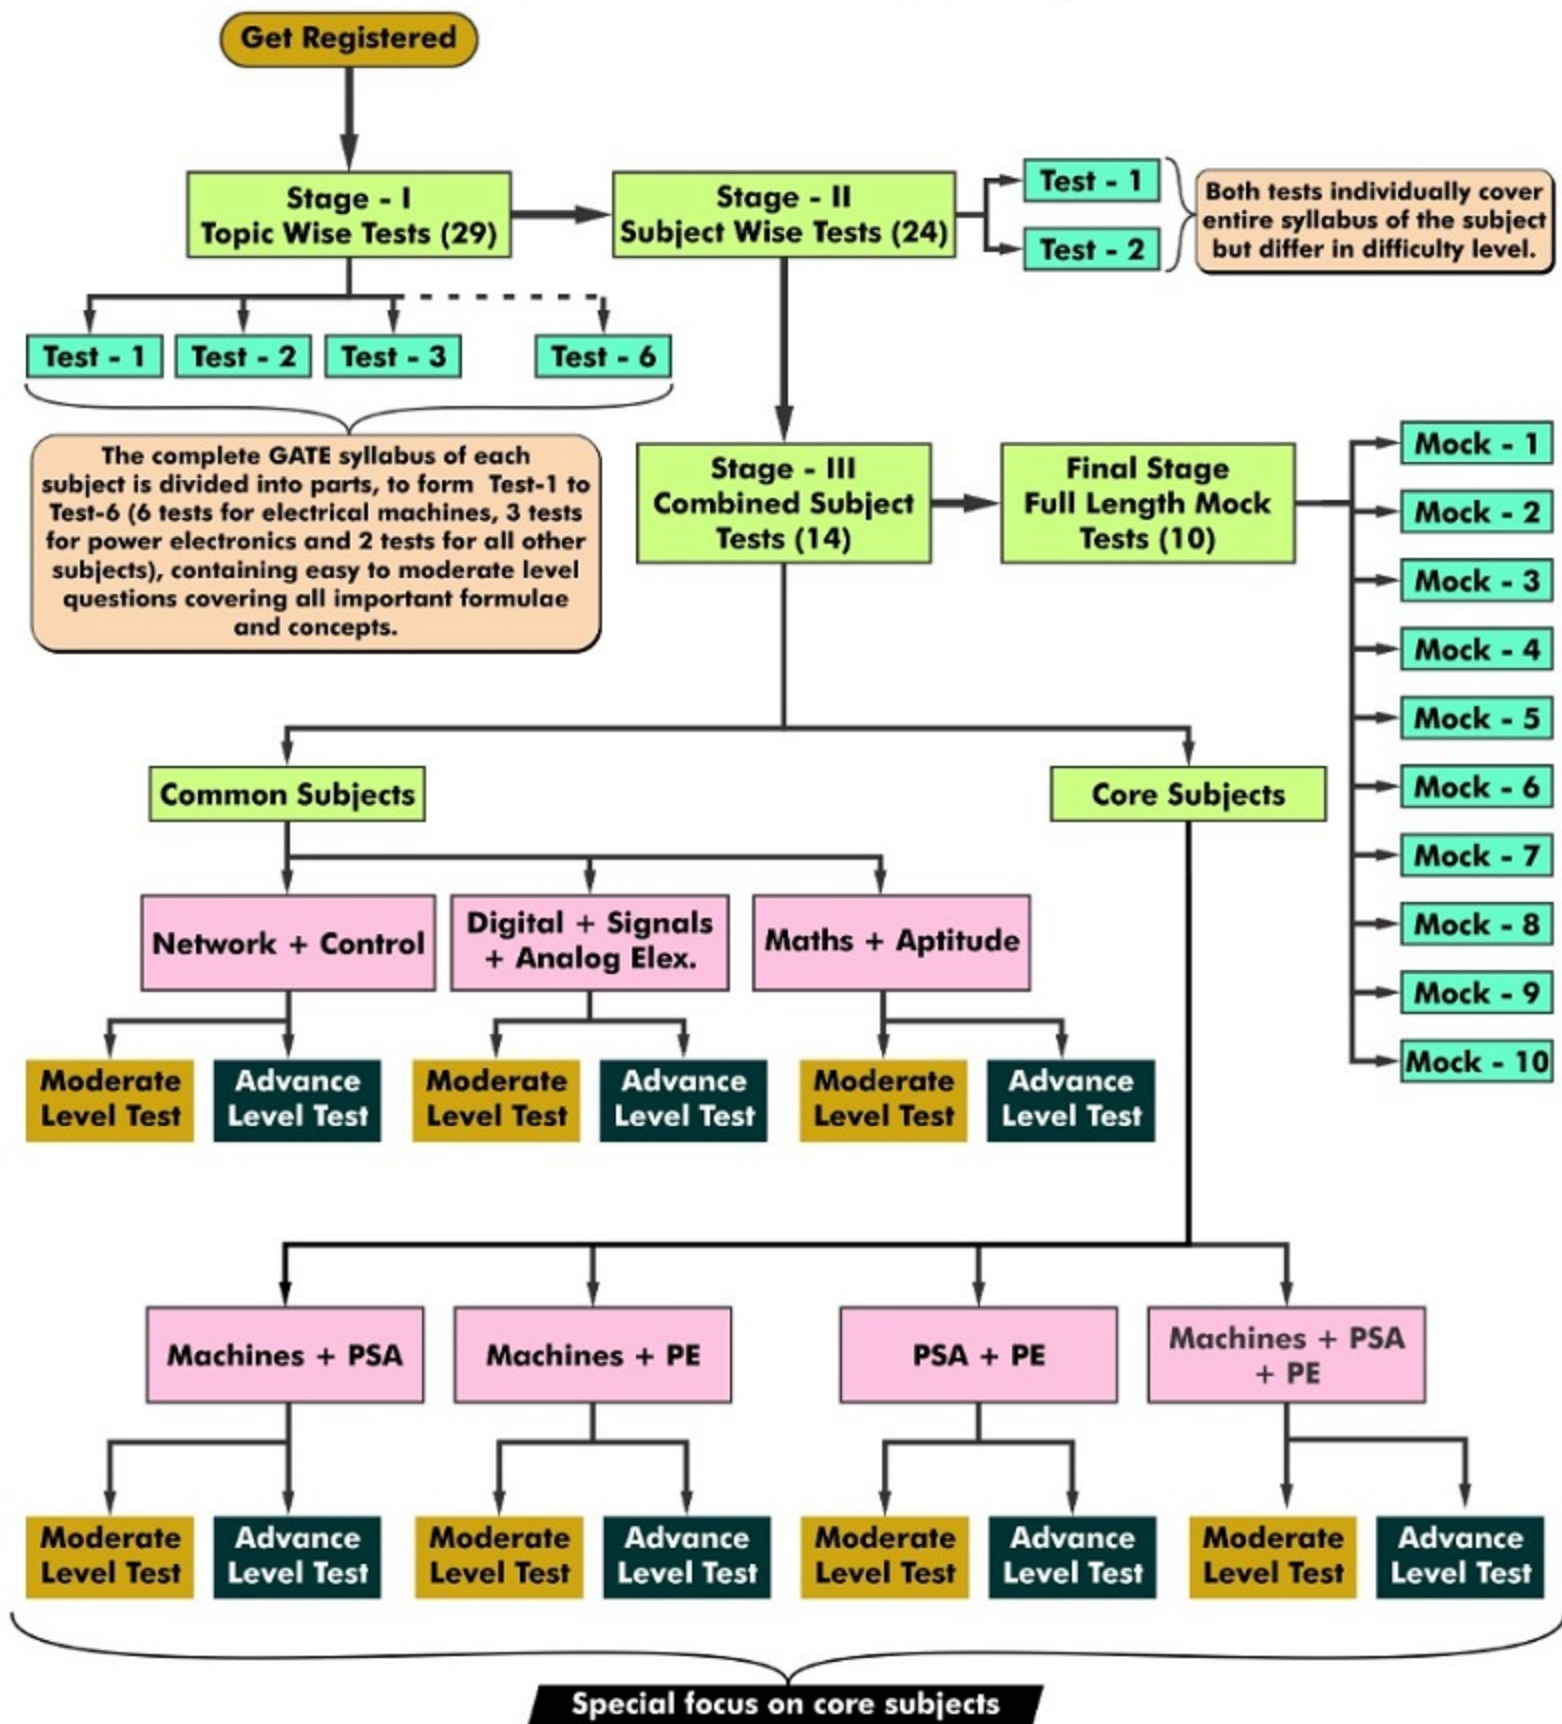 Get Registered
Stage - I
Topic Wise Tests (29)
Stage - II
Subject Wise Tests (24)
Test - 1
Test - 2
Both tests individually cover
entire syllabus of the subject
but differ in difficulty level.
Test - 1
Test - 2
Test - 3
Test - 6
The complete GATE syllabus of each
subject is divided into parts, to form Test-1 to
Test-6 (6 tests for electrical machines, 3 tests
for power electronics and 2 tests for all other
subjects), containing easy to moderate level
questions covering all important formulae
and concepts.
Stage - III
Combined Subject
Tests (14)
Final Stage
Full Length Mock
Tests (10)
Mock - 1
Mock - 2
Mock - 3
Mock - 4
Mock - 5
Mock - 6
Mock - 7
Mock - 8
Mock - 9
Mock - 10
Common Subjects
Core Subjects
Network + Control
Digital + Signals
+ Analog Elex.
Maths + Aptitude
Moderate
Level Test
Advance
Level Test
Moderate
Level Test
Advance
Level Test
Moderate
Level Test
Advance
Level Test
Machines + PSA
Machines + PE
PSA + PE
Machines + PSA
+ PE
Moderate
Level Test
Advance
Level Test
Moderate
Level Test
Advance
Level Test
Moderate
Level Test
Advance
Level Test
Moderate
Level Test
Advance
Level Test
Special focus on core subjects